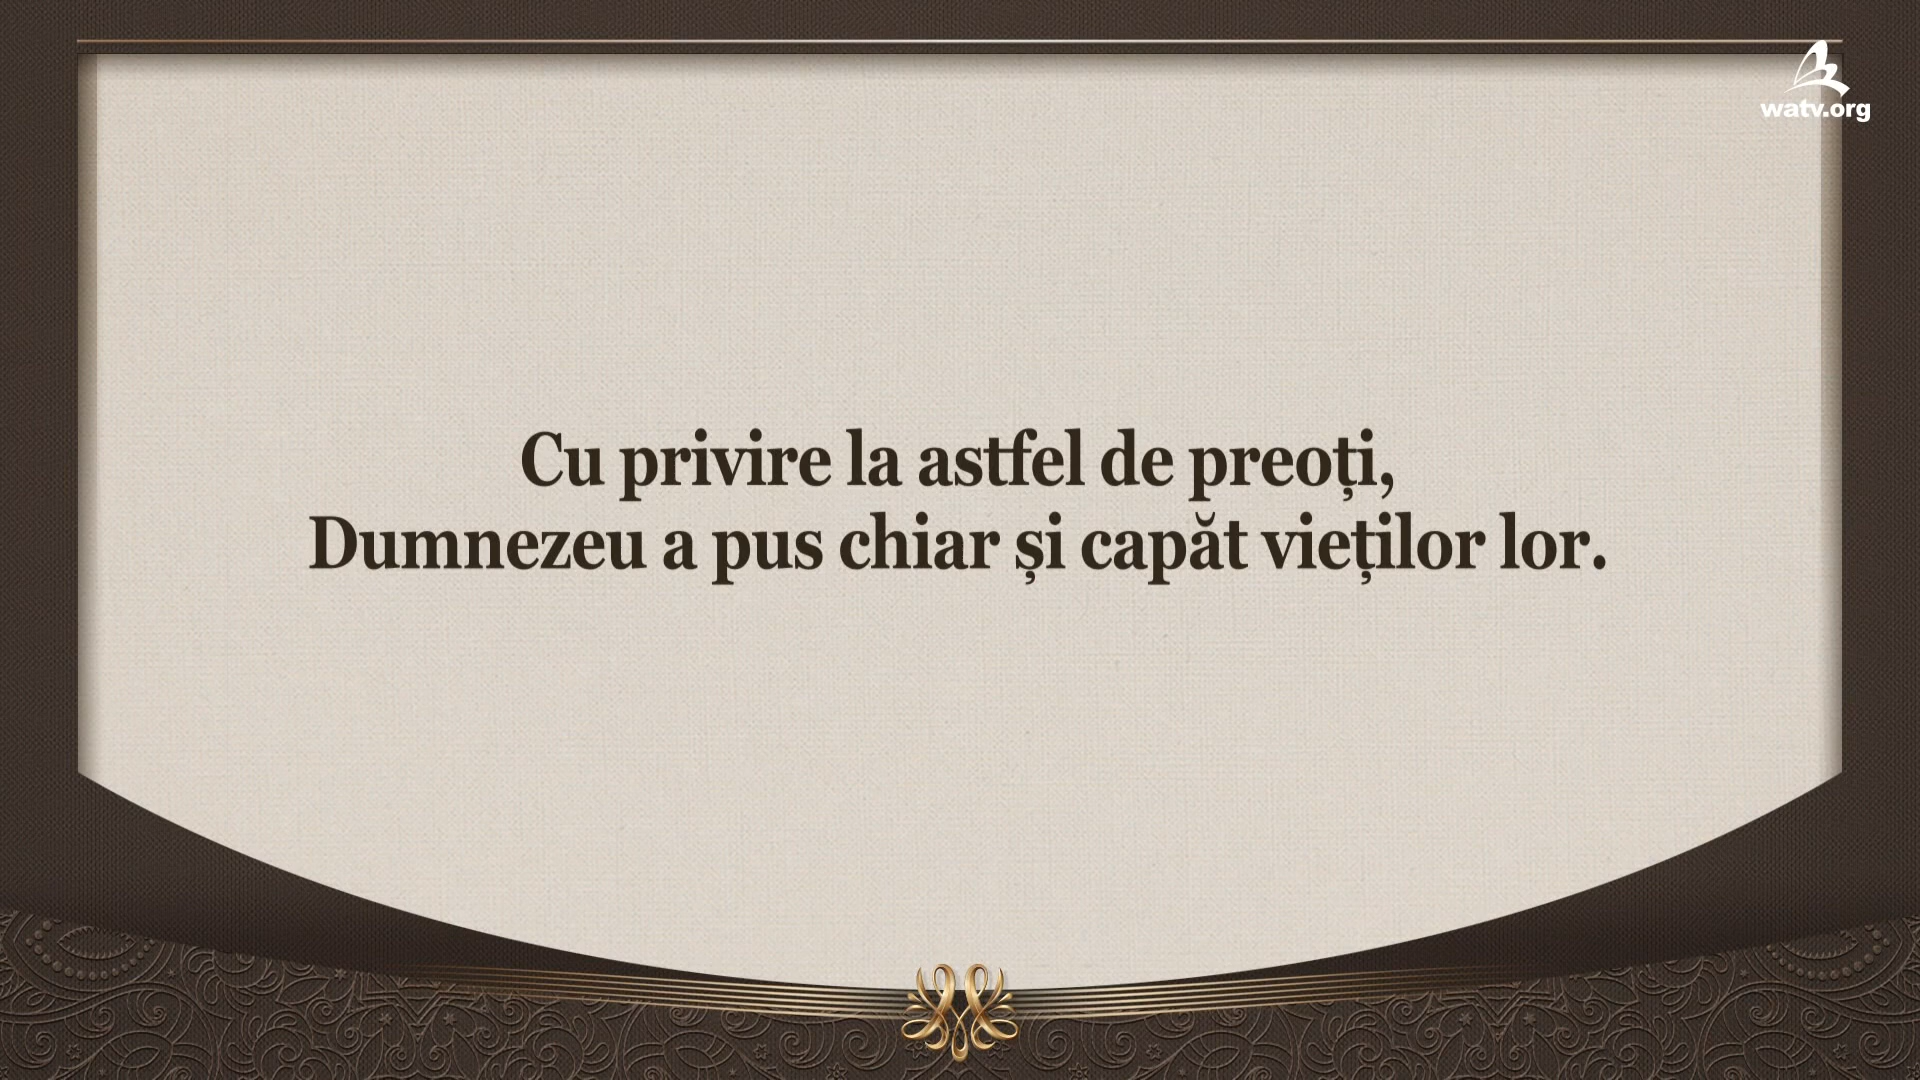 watv.org
Cu privire la astfel de preoți,
Dumnezeu a pus chiar și capăt vieților lor.